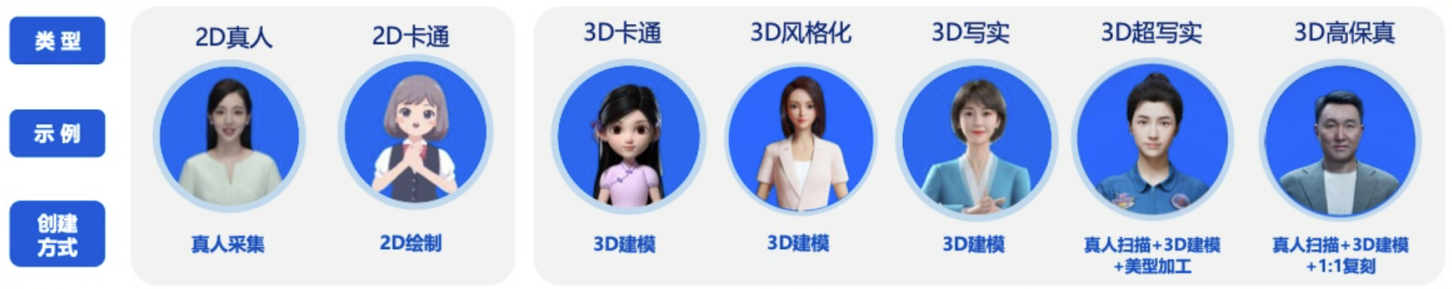 类 型
2D真人
2D卡通
3D卡通
3D风格化
3D写实
3D超写实
3D高保真
示 例
创建
方式
真人采集
2D绘制
3D建模
3D建模
3D建模
真人扫描+3D建模
+美型加工
真人扫描+3D建模
+1:1复刻